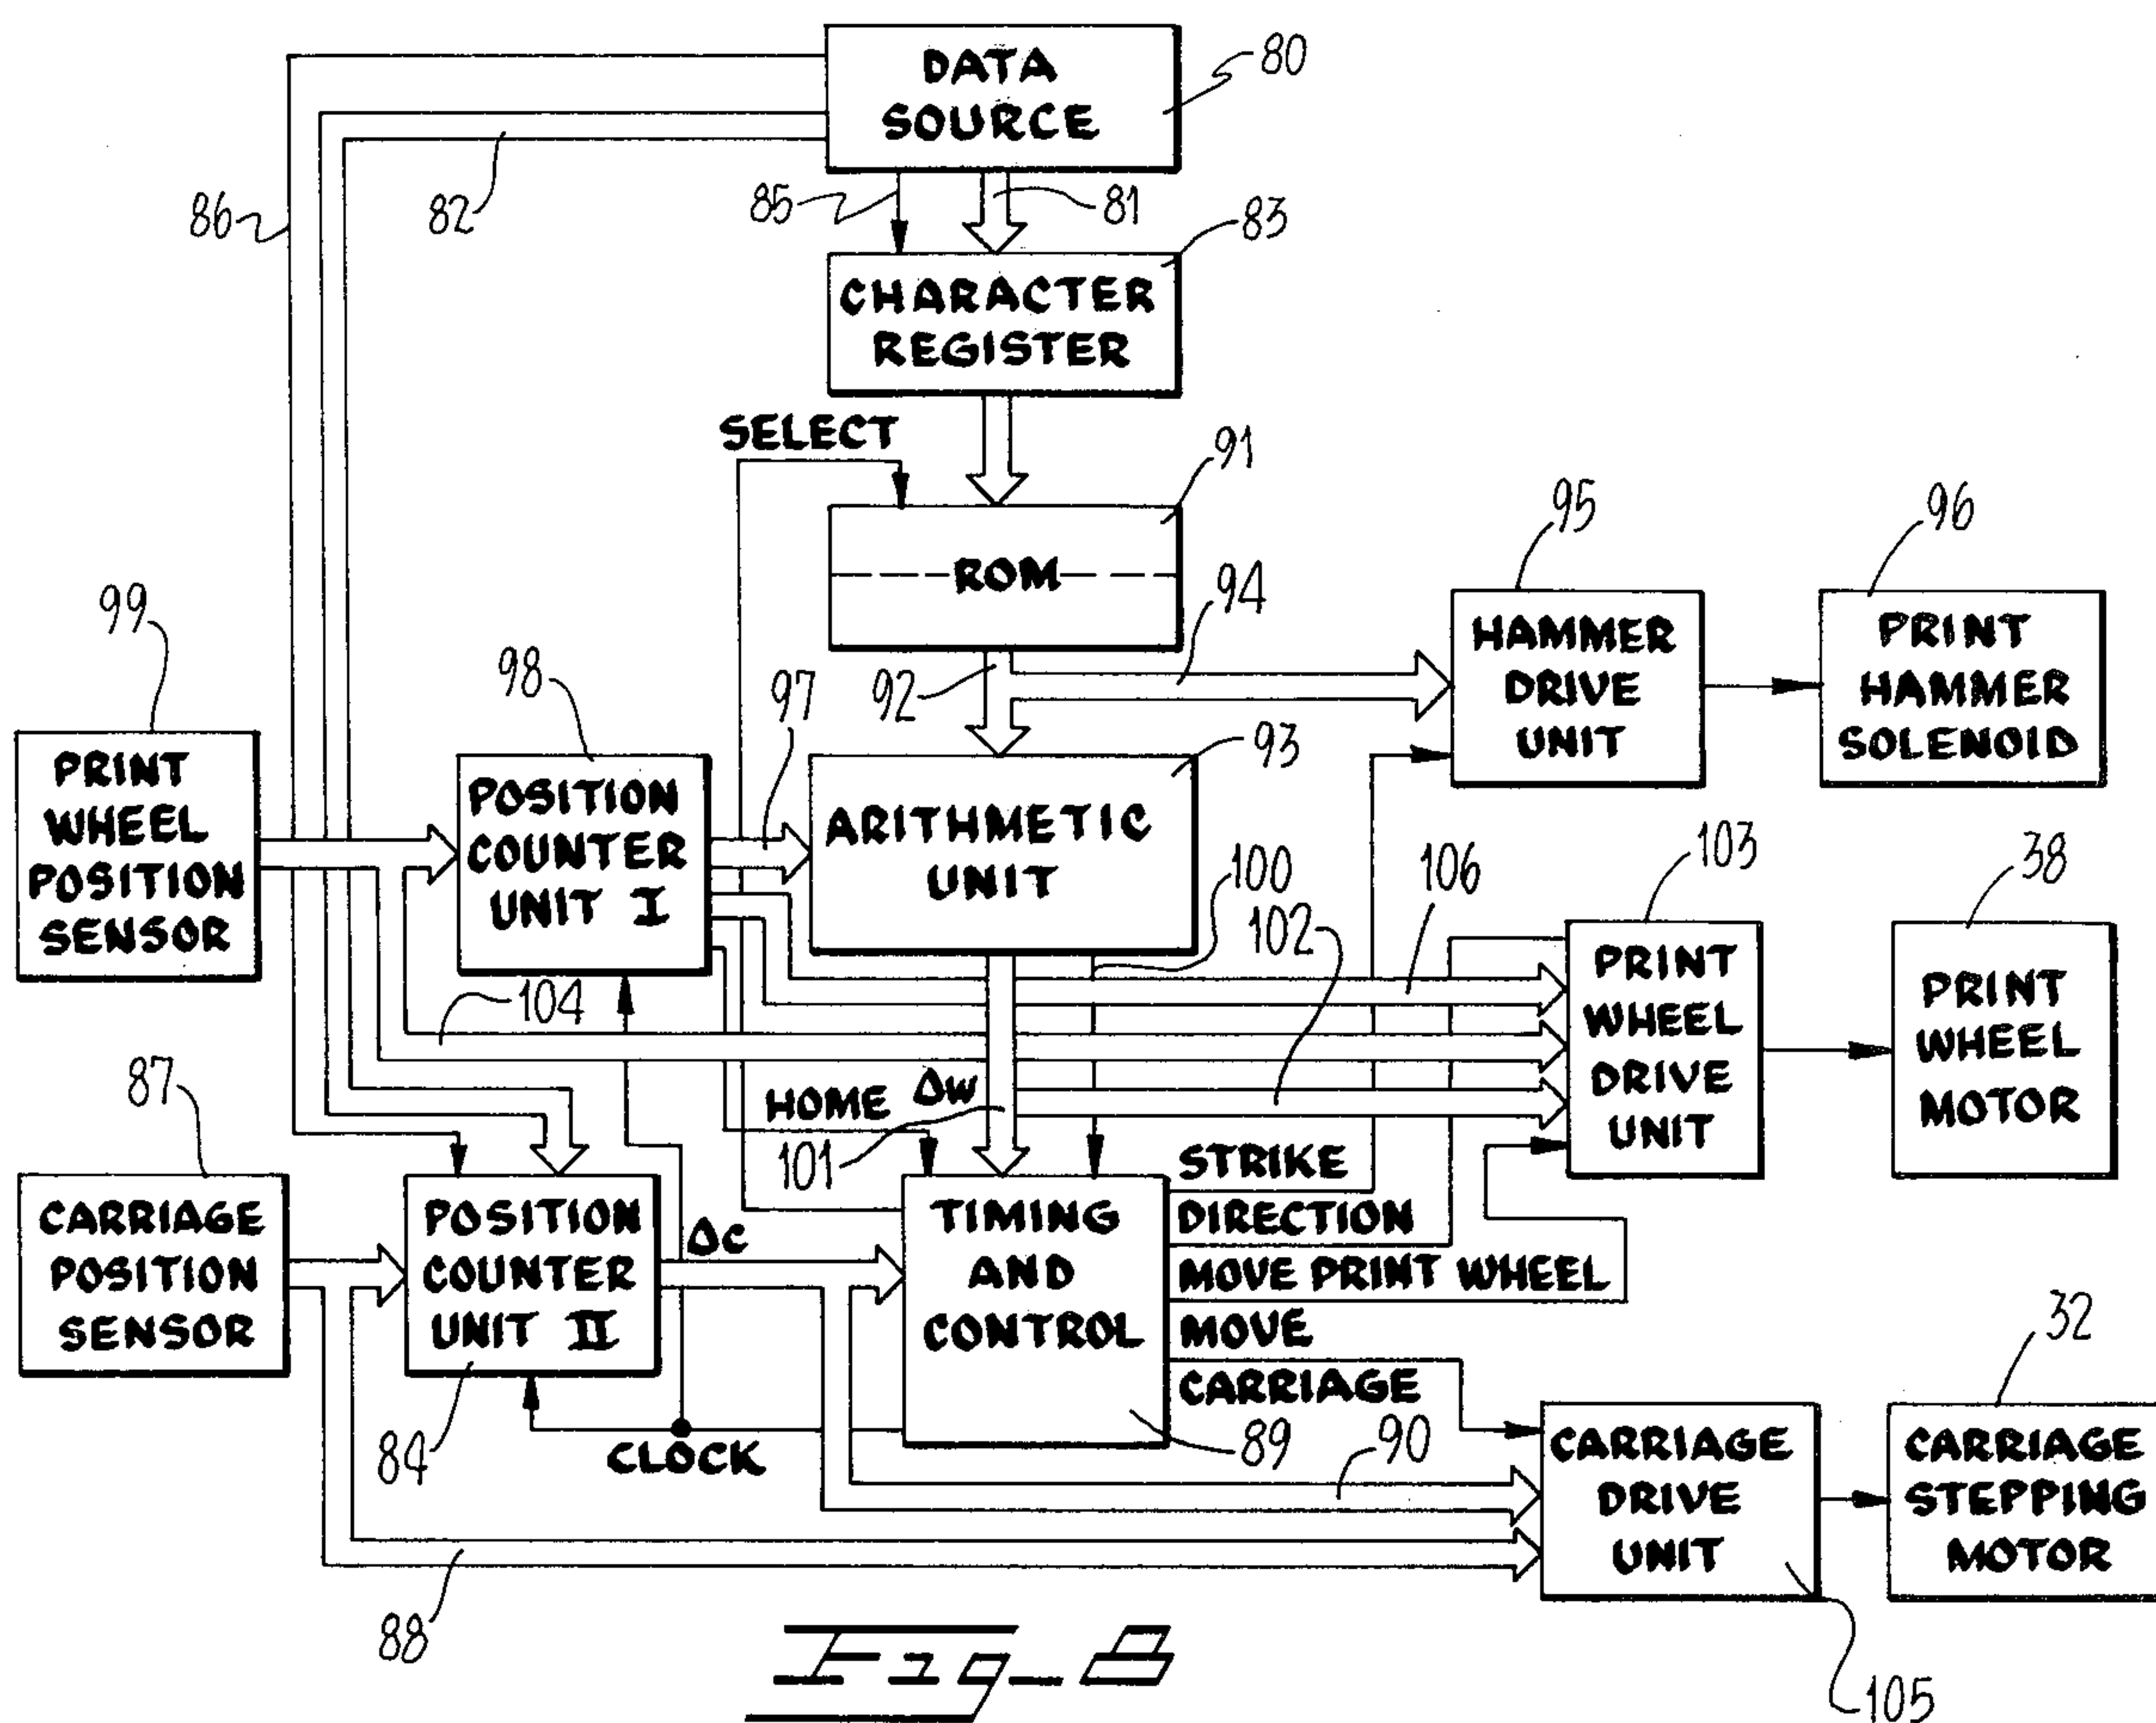 DATA
SOURCE
80
86
82
85
81
83
CHARACTER
REGISTER
SELECT
91
ROM
94
95
96
HAMMER
DRIVE
UNIT
PRINT
HAMMER
SOLENOID
99
PRINT
WHEEL
POSITION
SENSOR
98
POSITION
COUNTER
UNIT I
97
92
93
ARITHMETIC
UNIT
100
102
106
103
38
PRINT
WHEEL
DRIVE
UNIT
PRINT
WHEEL
MOTOR
104
HOME
Δw
101
87
CARRIAGE
POSITION
SENSOR
POSITION
COUNTER
UNIT II
84
Δc
CLOCK
TIMING
AND
CONTROL
89
STRIKE
DIRECTION
MOVE PRINT WHEEL
MOVE
CARRIAGE
90
88
32
CARRIAGE
DRIVE
UNIT
105
CARRIAGE
STEPPING
MOTOR
Fig_8